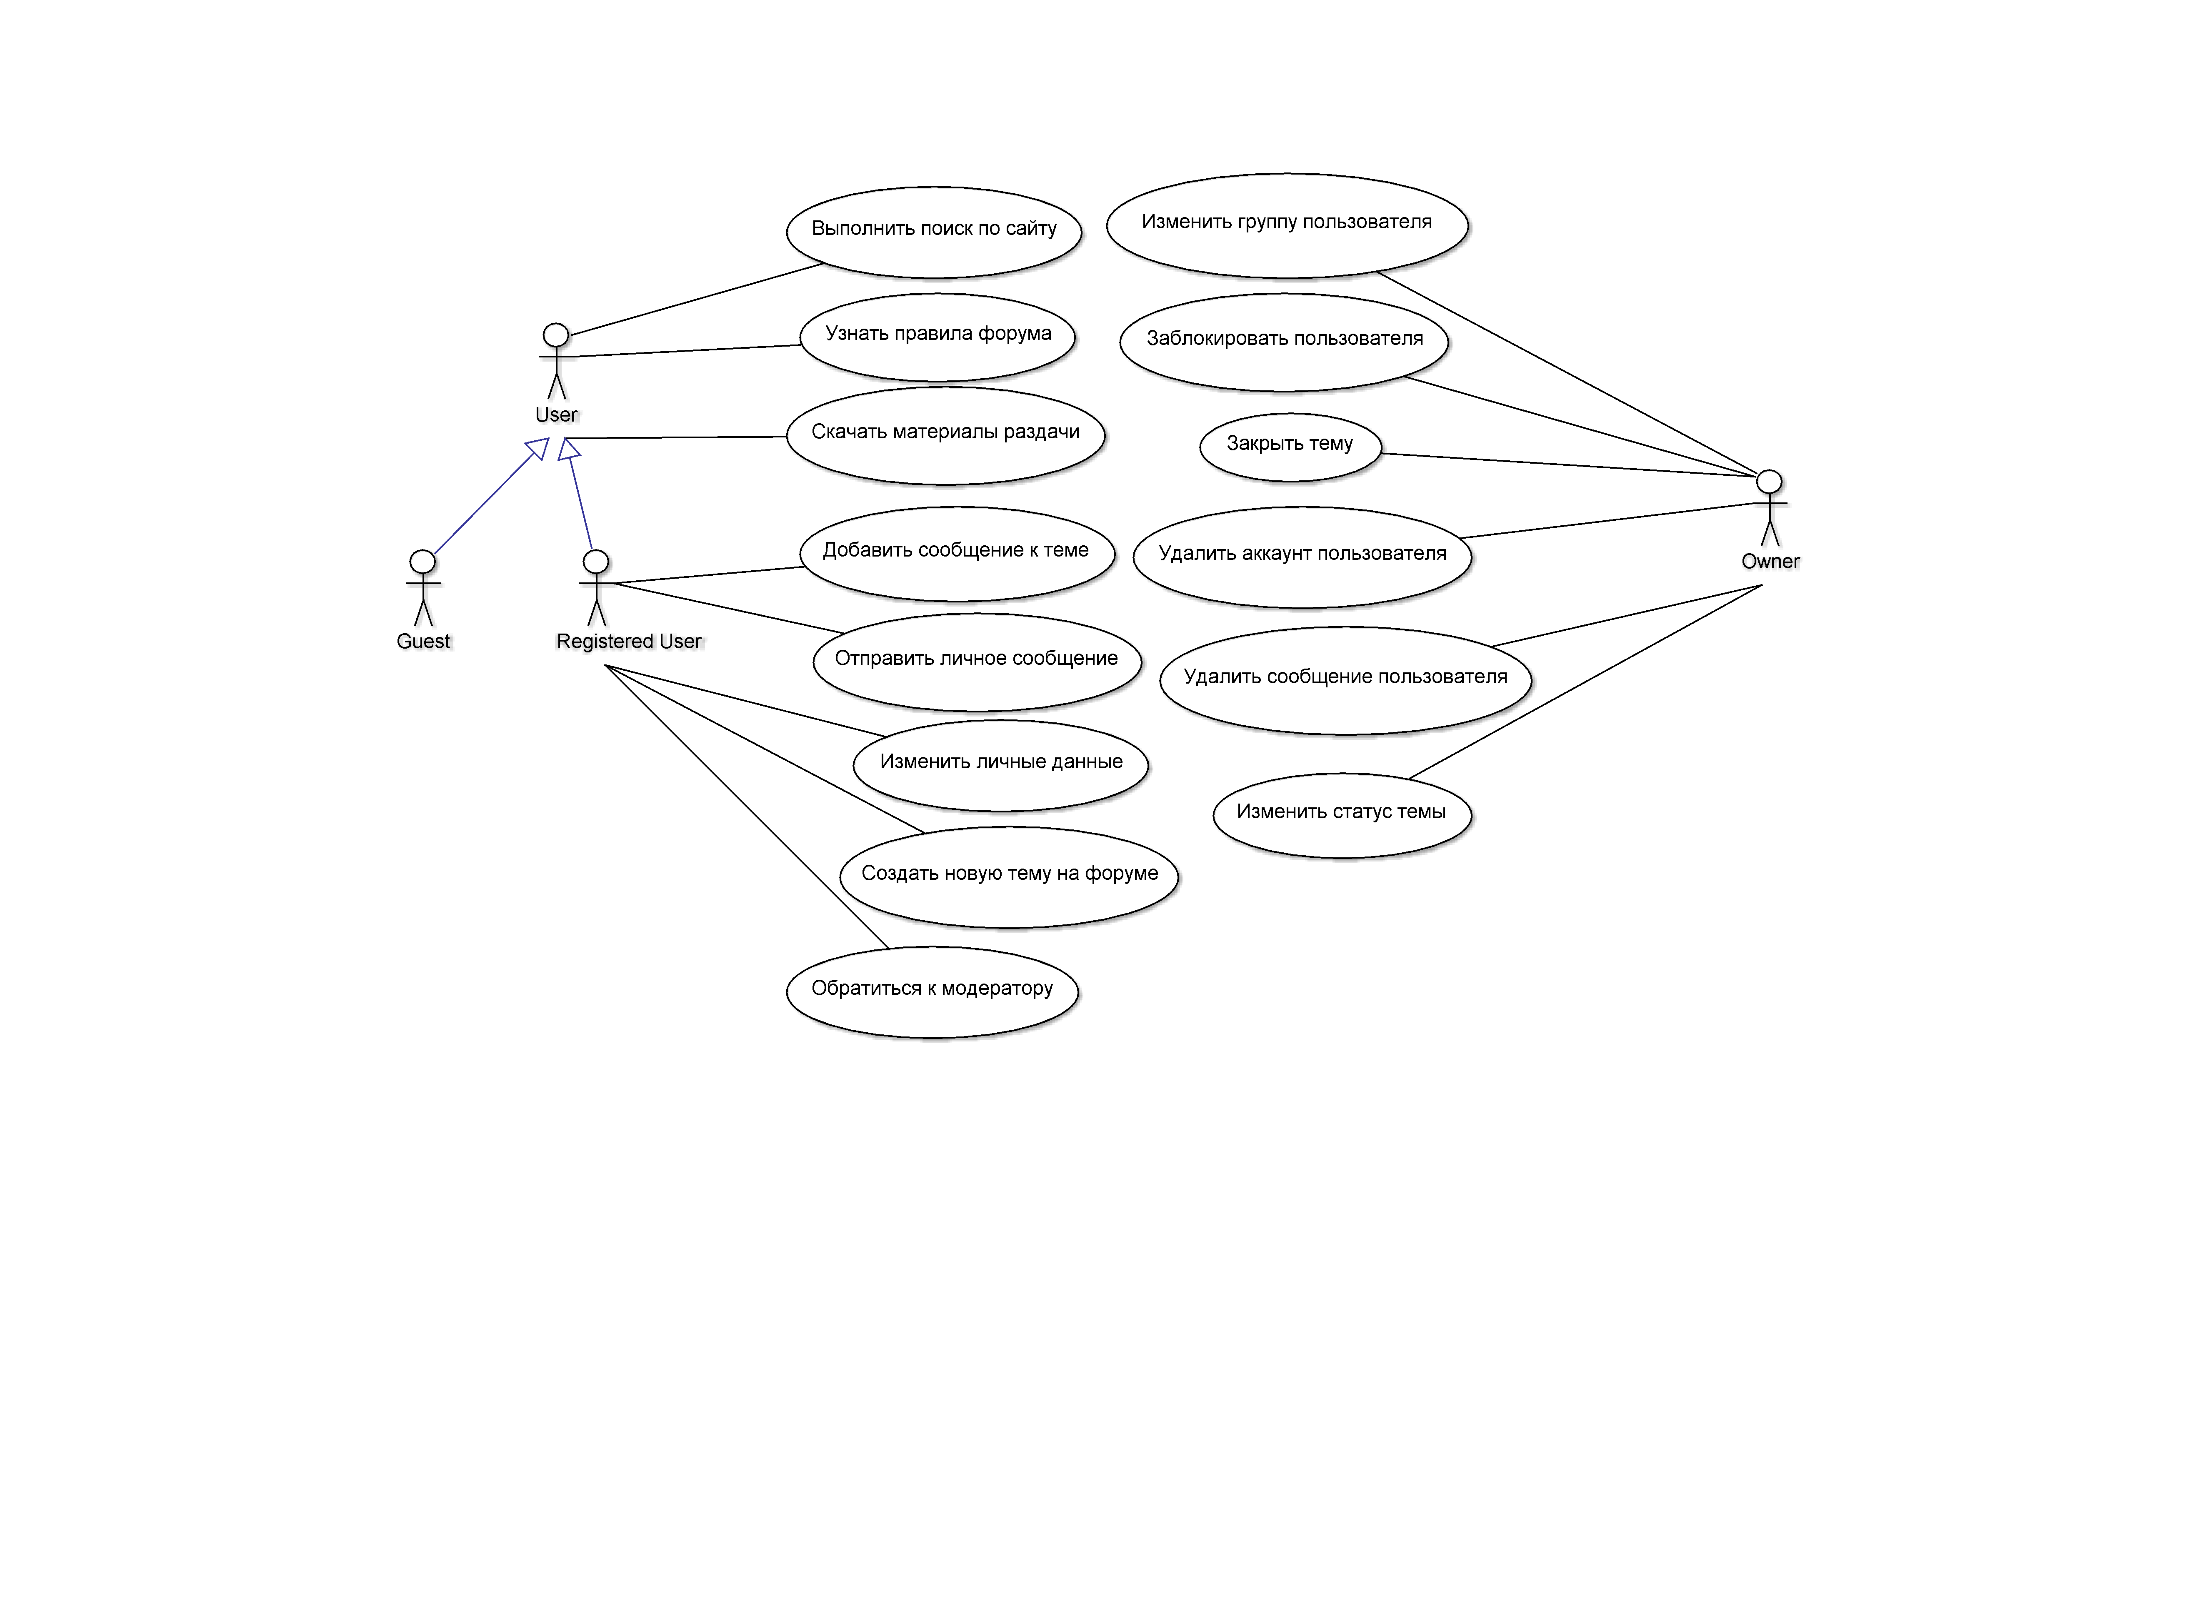 Выполнить поиск по сайту
Изменить группу пользователя
Узнать правила форума
Заблокировать пользователя
User
Скачать материалы раздачи
Закрыть тему
Добавить сообщение к теме
Удалить аккаунт пользователя
Owner
Guest
Registered User
Отправить личное сообщение
Удалить сообщение пользователя
Изменить личные данные
Изменить статус темы
Создать новую тему на форуме
Обратиться к модератору